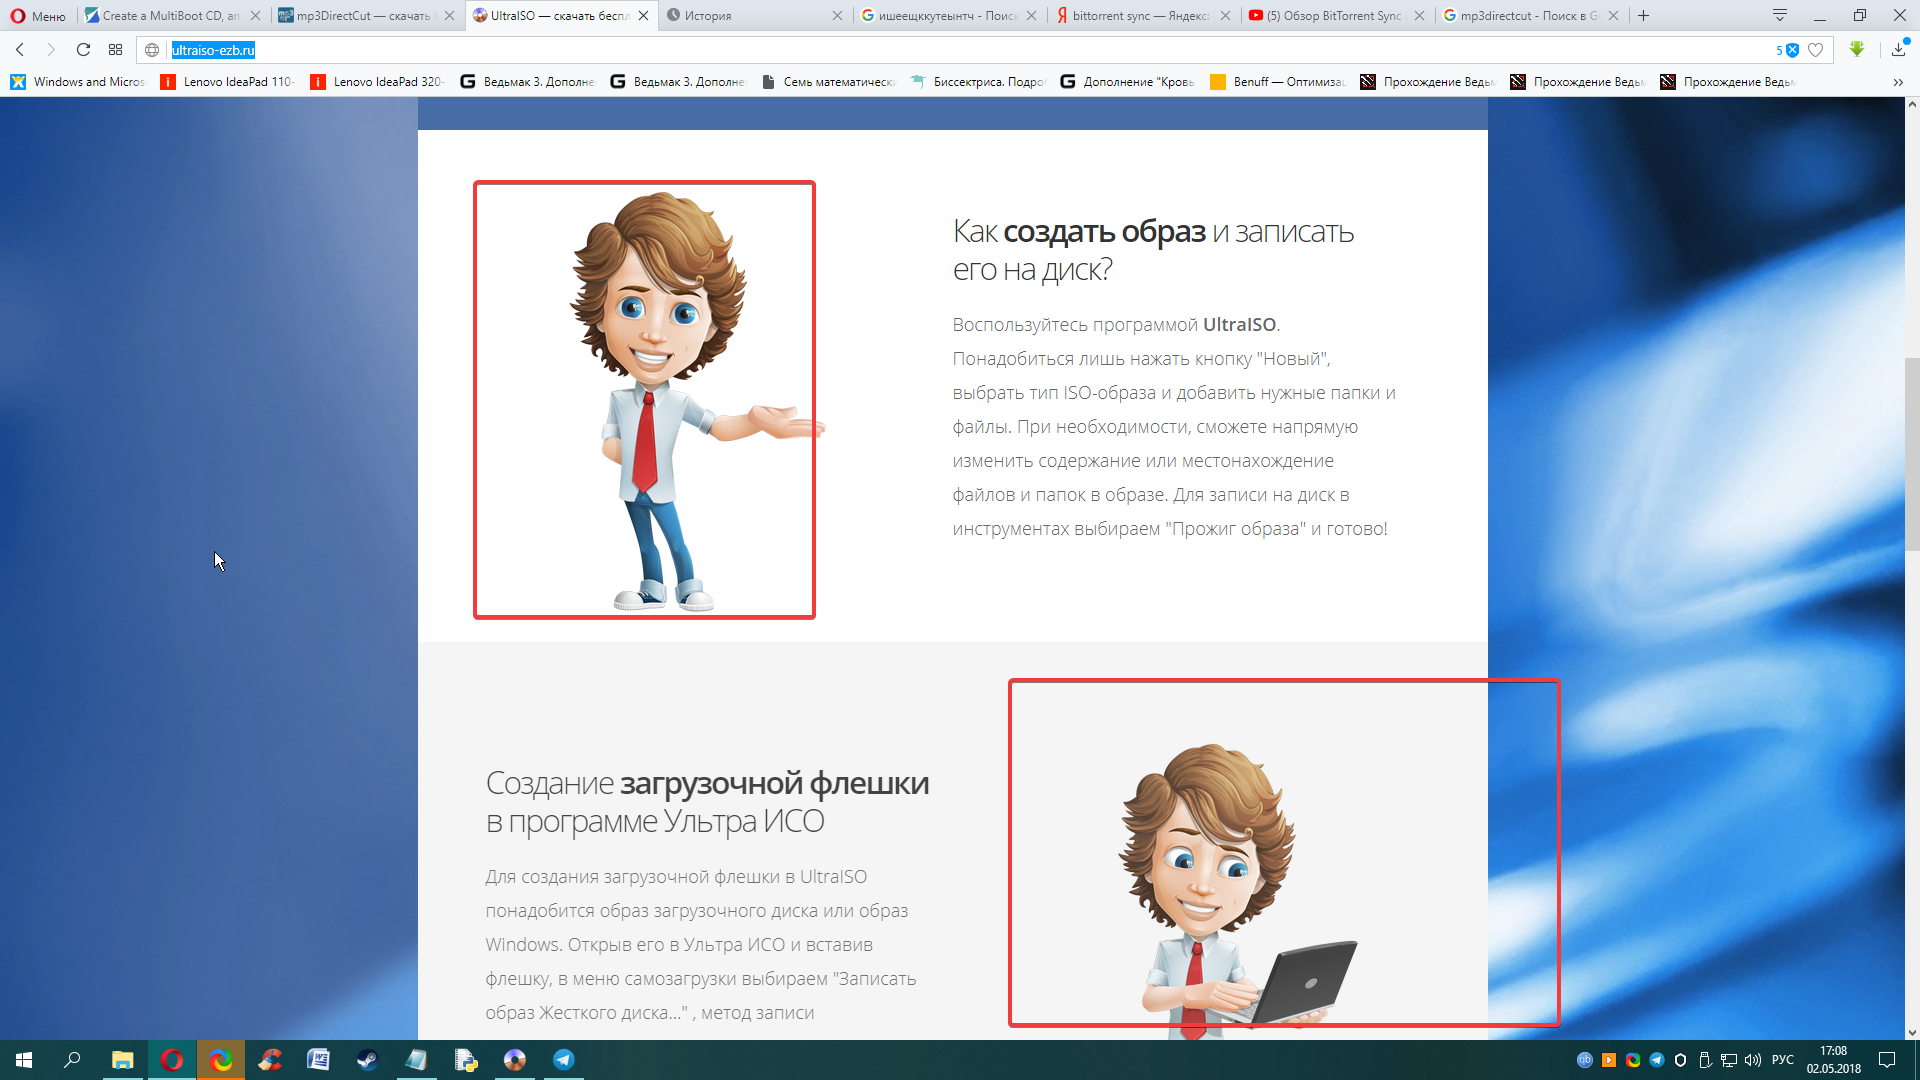 Меню
Create a MultiBoot CD, an
mp3DirectCut — скачать
UltraISO — скачать беспл
История
ишеещккутеынтч - Поиск
bittorrent sync — Яндекс
(5) Обзор BitTorrent Sync
mp3directcut - Поиск в G
ultraiso-ezb.ru
5
Windows and Micros
Lenovo IdeaPad 110-
Lenovo IdeaPad 320-
Ведьмак 3. Дополне
Ведьмак 3. Дополне
Семь математически
Биссектриса. Подро
Дополнение "Кровь
Benuff — Оптимиза
Прохождение Ведьм
Прохождение Ведьм
Прохождение Ведьм
Как создать образ и записать
его на диск?
Воспользуйтесь программой UltraISO.
Понадобиться лишь нажать кнопку "Новый",
выбрать тип ISO-образа и добавить нужные папки и
файлы. При необходимости, сможете напрямую
изменить содержание или местонахождение
файлов и папок в образе. Для записи на диск в
инструментах выбираем "Прожиг образа" и готово!
Создание загрузочной флешки
в программе Ультра ИСО
Для создания загрузочной флешки в UltraISO
понадобится образ загрузочного диска или образ
Windows. Открыв его в Ультра ИСО и вставив
флешку, в меню самозагрузки выбираем "Записать
образ Жесткого диска..." , метод записи
РУС
17:08
02.05.2018